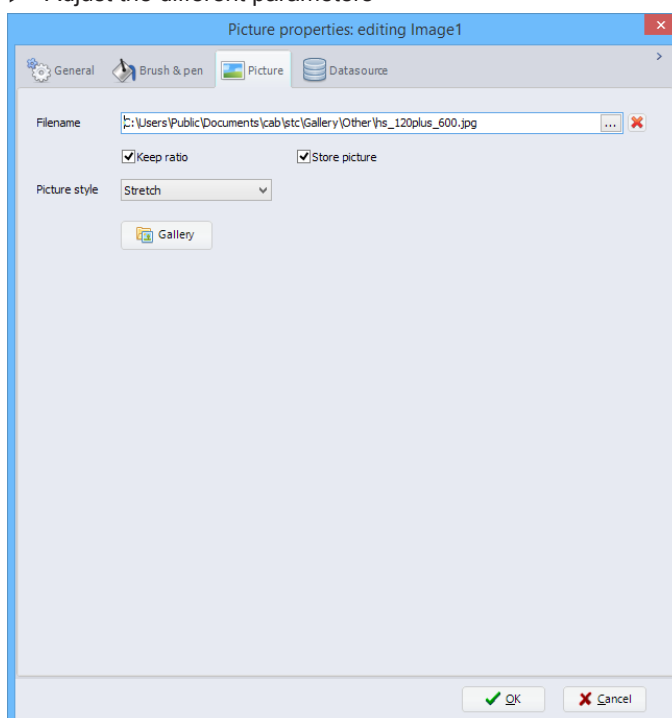 Adjust the different parameters
Picture properties: editing Image1
General Brush & pen Picture Datasource
Filename C:\Users\Public\Documents\cab\stc\Gallery\Other\hs_120plus_600.jpg ...
Keep ratio Store picture
Picture style Stretch
Gallery
OK Cancel